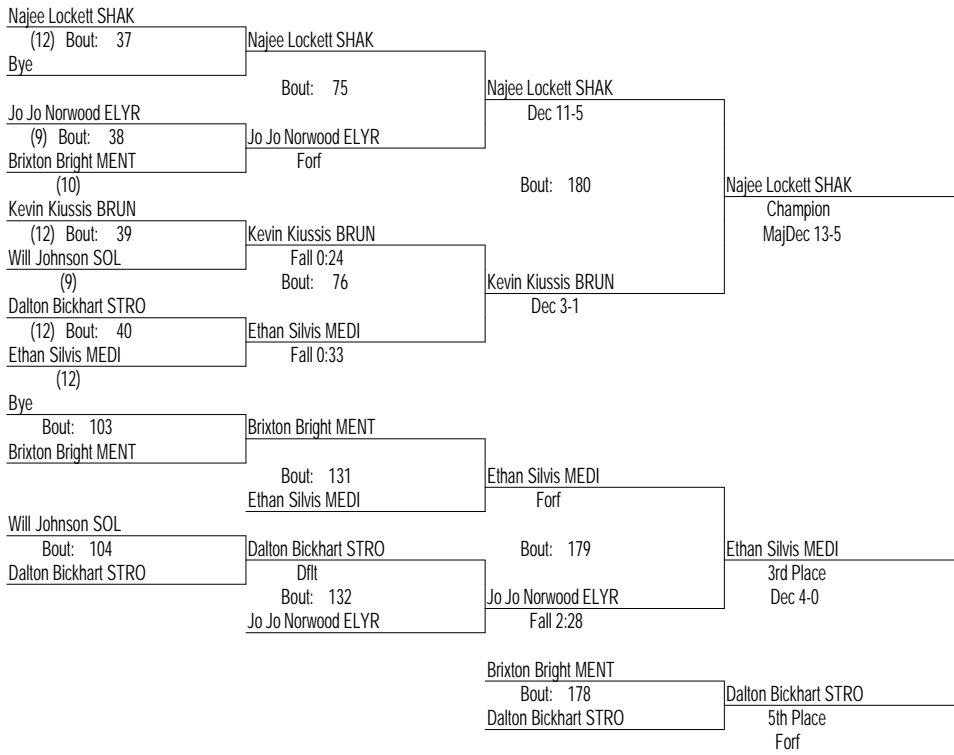 Najee Lockett SHAK
(12) Bout: 37
Najee Lockett SHAK
Bye
Bout: 75
Najee Lockett SHAK
Jo Jo Norwood ELYR
Dec 11-5
(9) Bout: 38
Jo Jo Norwood ELYR
Brixton Bright MENT
Forf
(10)
Bout: 180
Najee Lockett SHAK
Kevin Kiussis BRUN
Champion
(12) Bout: 39
Kevin Kiussis BRUN
MajDec 13-5
Will Johnson SOL
Fall 0:24
(9)
Bout: 76
Kevin Kiussis BRUN
Dalton Bickhart STRO
Dec 3-1
(12) Bout: 40
Ethan Silvis MEDI
Ethan Silvis MEDI
Fall 0:33
(12)
Bye
Bout: 103
Brixton Bright MENT
Brixton Bright MENT
Bout: 131
Ethan Silvis MEDI
Ethan Silvis MEDI
Forf
Will Johnson SOL
Bout: 104
Dalton Bickhart STRO
Bout: 179
Ethan Silvis MEDI
Dalton Bickhart STRO
Dflt
3rd Place
Bout: 132
Jo Jo Norwood ELYR
Dec 4-0
Jo Jo Norwood ELYR
Fall 2:28
Brixton Bright MENT
Bout: 178
Dalton Bickhart STRO
Dalton Bickhart STRO
5th Place
Forf